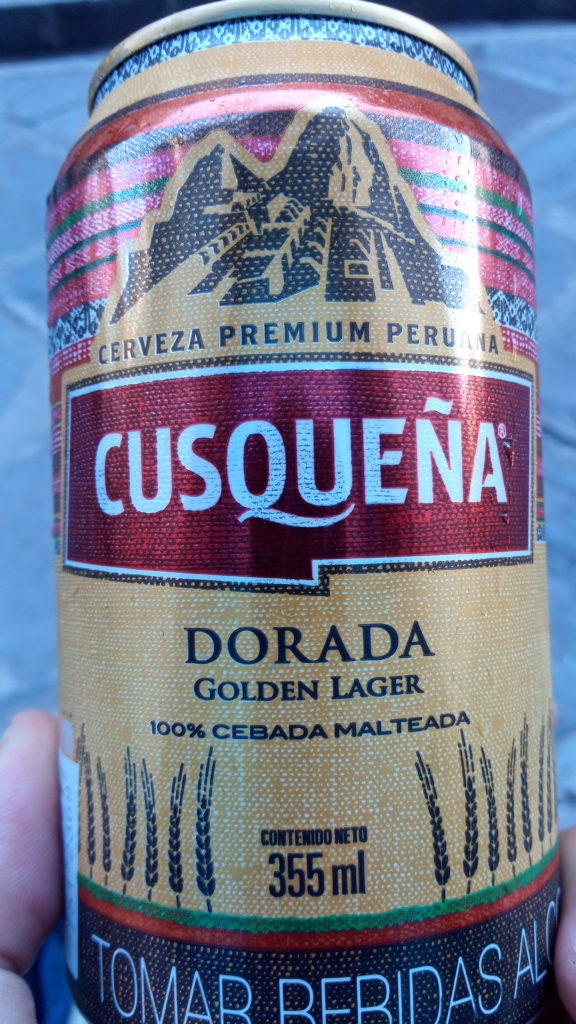 CERVEZA PREMIUM PERUANA
CUSQUEÑA®
DORADA
GOLDEN LAGER
100% CEBADA MALTEADA
CONTENIDO NETO
355 ml
TOMAR BEBIDAS